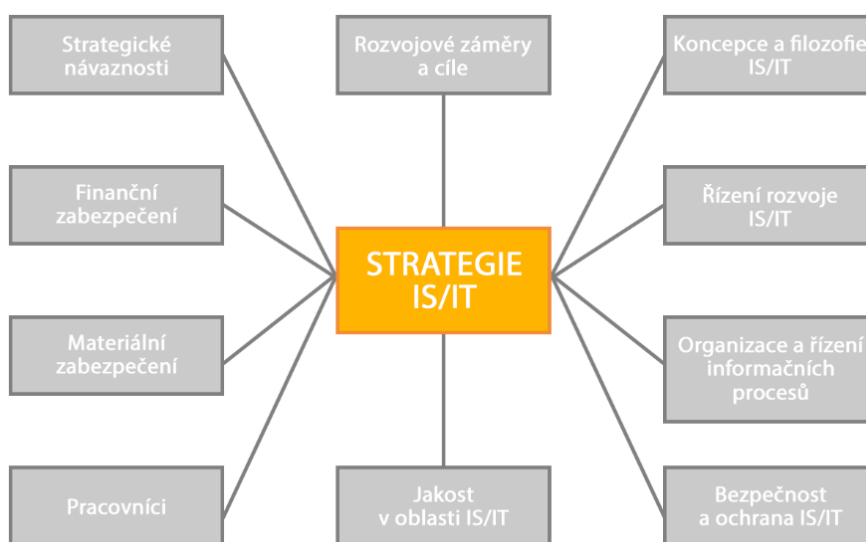 Strategické
návaznosti
Rozvojové záměry
a cíle
Koncepce a filozofie
IS/IT
Finanční
zabezpečení
Řízení rozvoje
IS/IT
STRATEGIE
IS/IT
Materiální
zabezpečení
Organizace a řízení
informačních
procesů
Pracovníci
Jakost
v oblasti IS/IT
Bezpečnost
a ochrana IS/IT